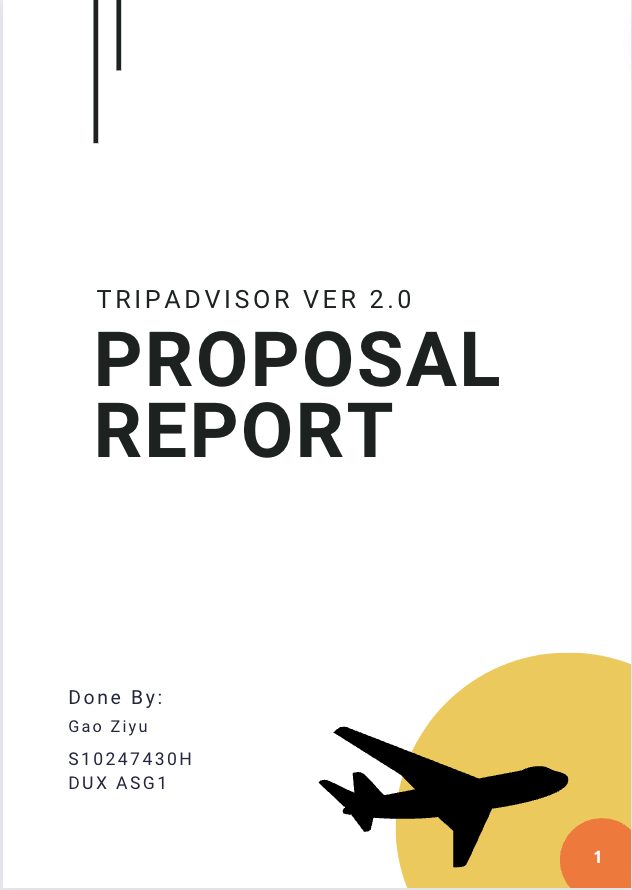 TRIPADVISOR VER 2.0
PROPOSAL
REPORT
Done By:
Gao Ziyu
S10247430H
DUX ASG1
1